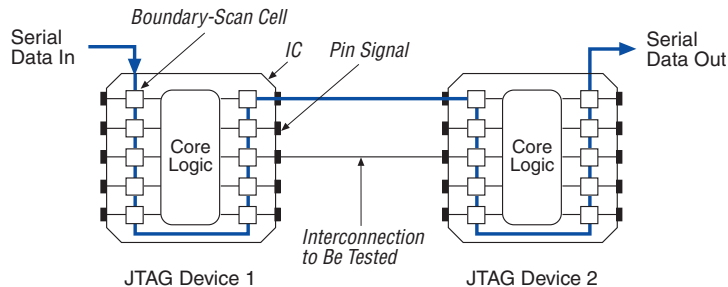 Boundary-Scan Cell
Serial
Data In
IC
Pin Signal
Serial
Data Out
Core
Logic
Core
Logic
Interconnection
to Be Tested
JTAG Device 1
JTAG Device 2